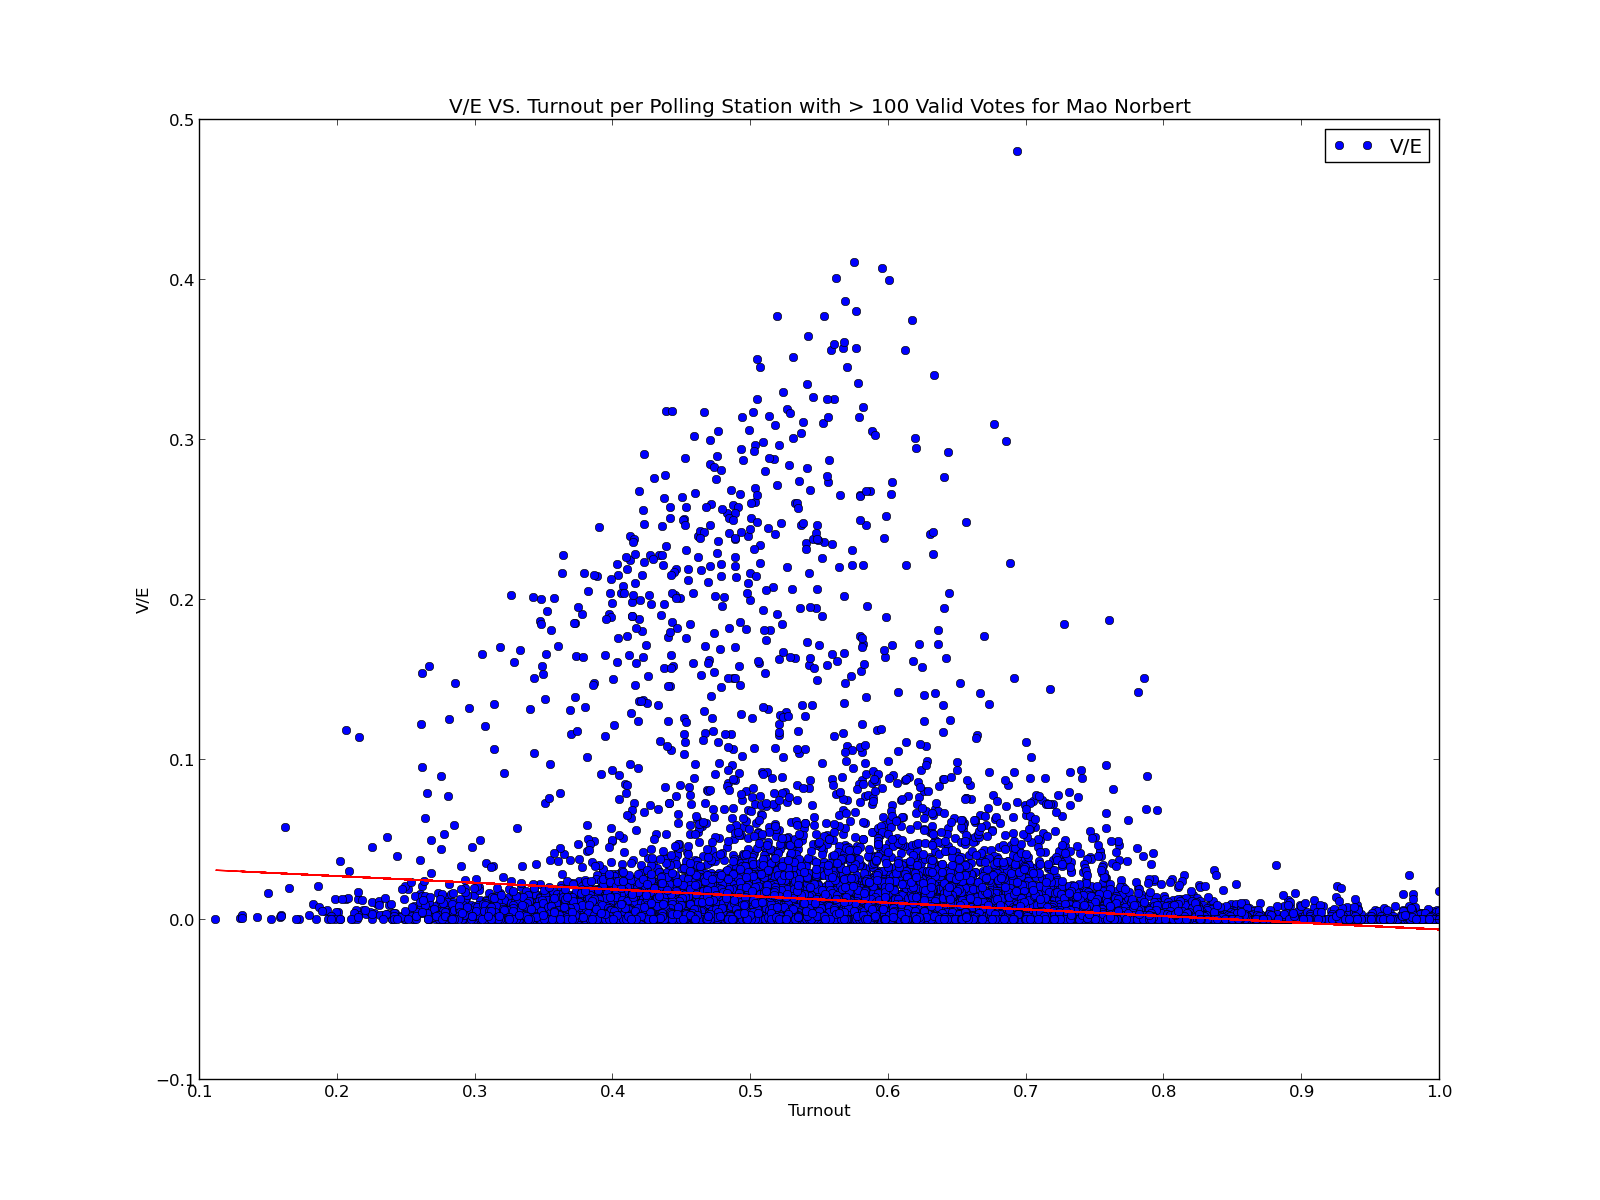 V/E VS. Turnout per Polling Station with > 100 Valid Votes for Mao Norbert
V/E
0.5
0.4
0.3
0.2
0.1
0.0
−0.1
V/E
0.1 0.2 0.3 0.4 0.5 0.6 0.7 0.8 0.9 1.0
Turnout